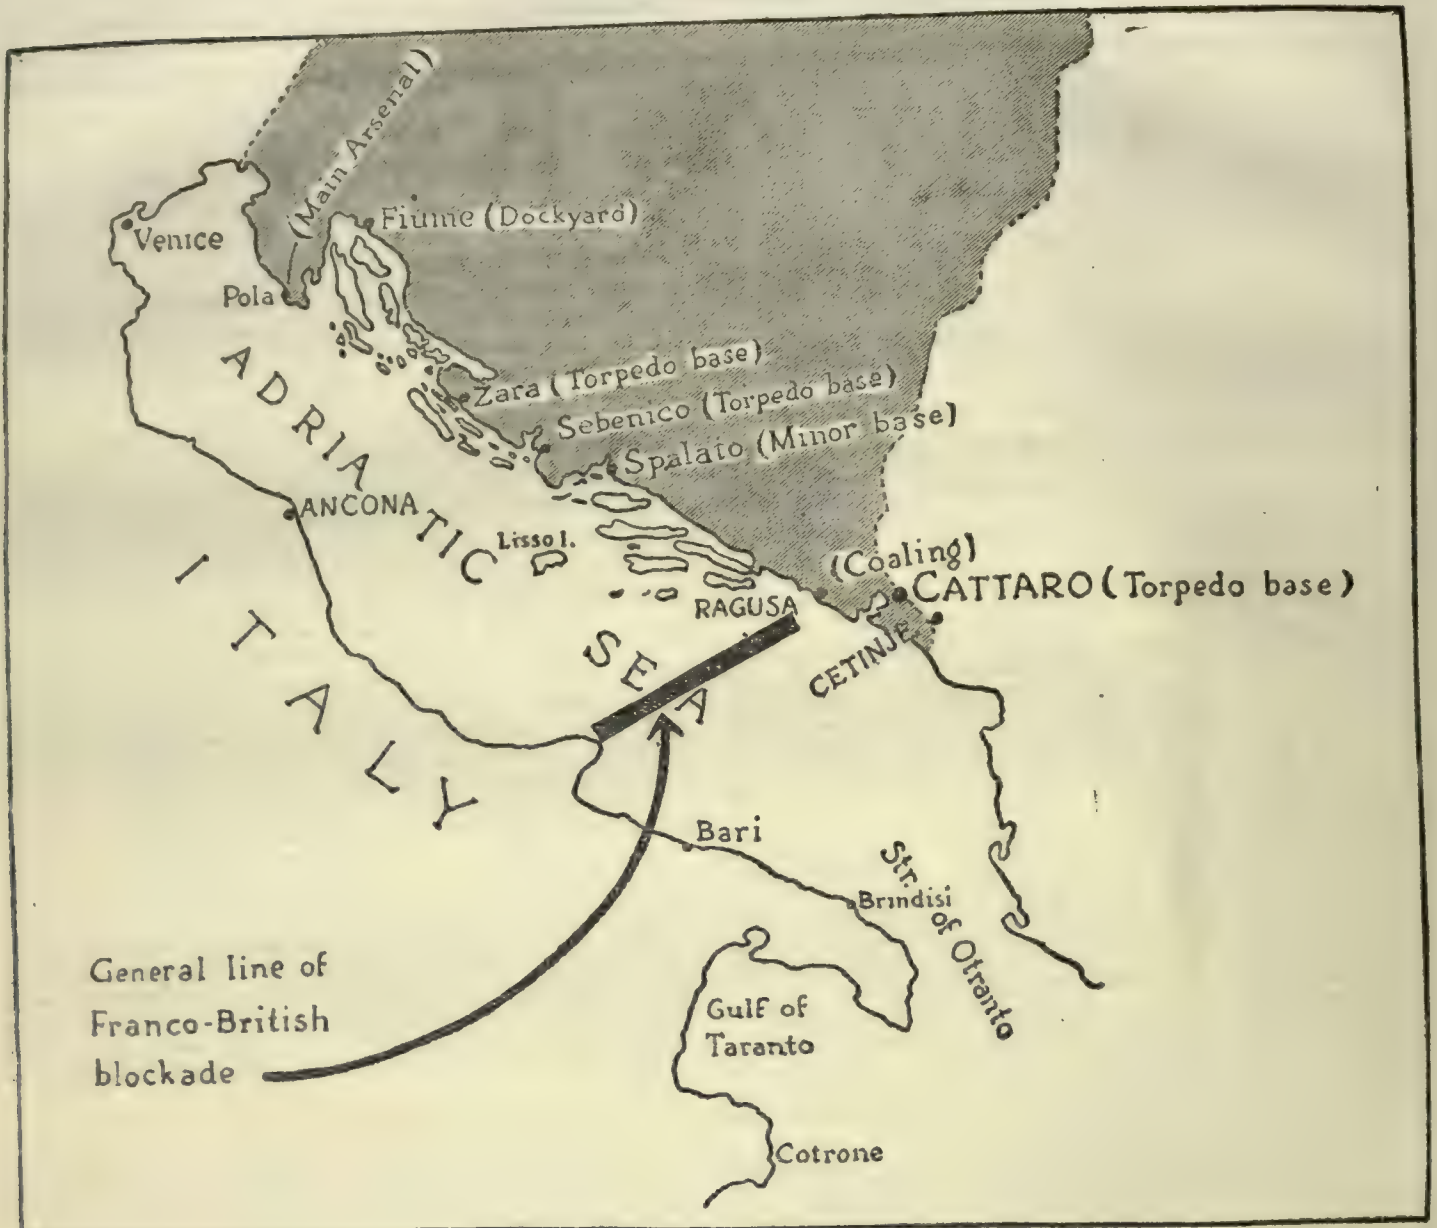 (Main Arsenal)
Fiume (Dockyard)
Venice
Pola
ADRIATIC SEA
Zara (Torpedo base)
Sebenico (Torpedo base)
Spalato (Minor base)
ANCONA
Lisso I.
ITALY
(Coaling)
CATTARO (Torpedo base)
RAGUSA
CETINJE
Bari
Brindisi
Str. of Otranto
General line of
Franco-British
blockade
Gulf of
Taranto
Cotrone